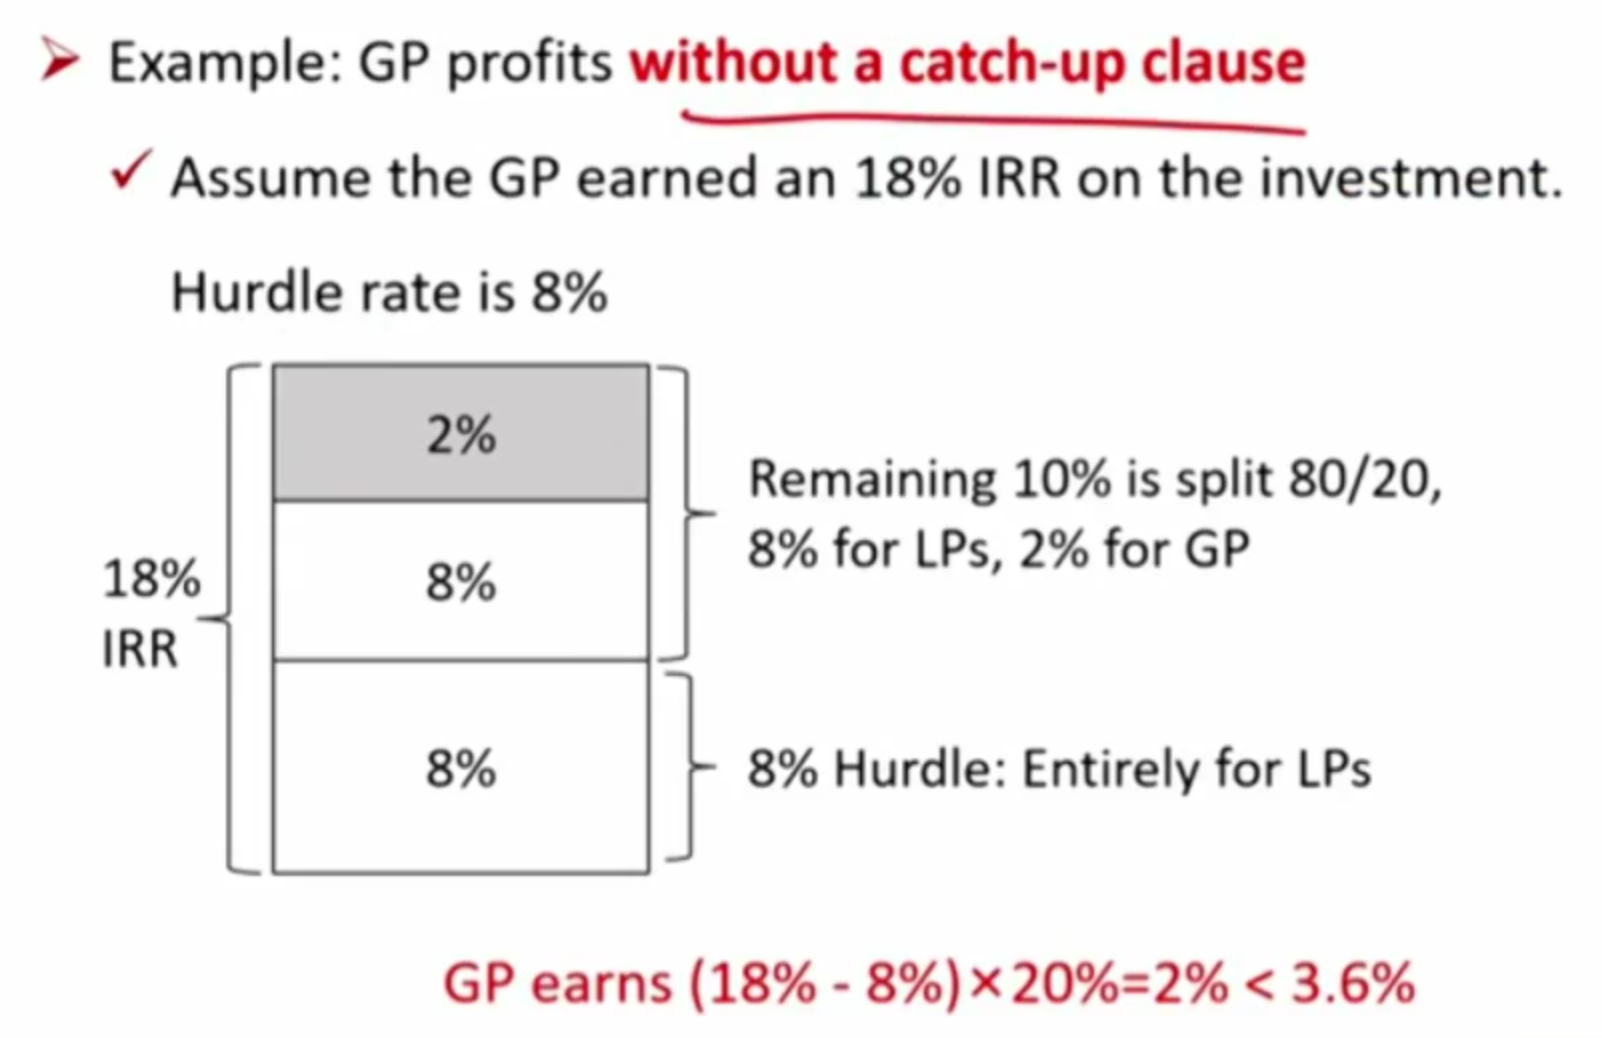 Example: GP profits without a catch-up clause
Assume the GP earned an 18% IRR on the investment.
Hurdle rate is 8%
2%
8%
8%
18%
IRR
Remaining 10% is split 80/20,
8% for LPs, 2% for GP
8% Hurdle: Entirely for LPs
GP earns (18% - 8%)×20%=2% < 3.6%